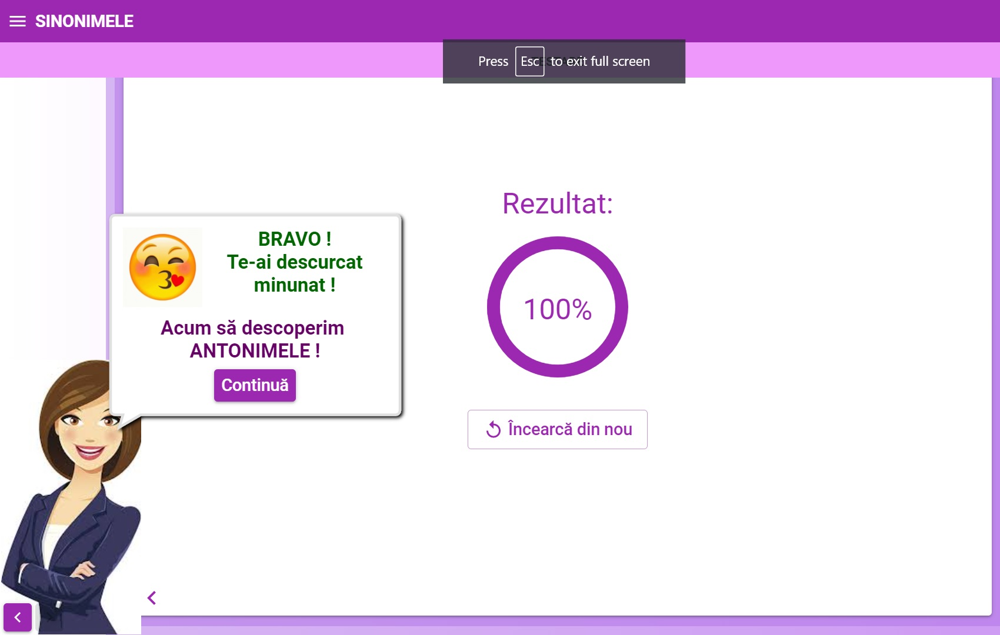 SINONIMELE
Press Esc to exit full screen
Rezultat:
BRAVO !
Te-ai descurcat
minunat !
100%
Acum să descoperim
ANTONIMELE !
Continuă
Încearcă din nou